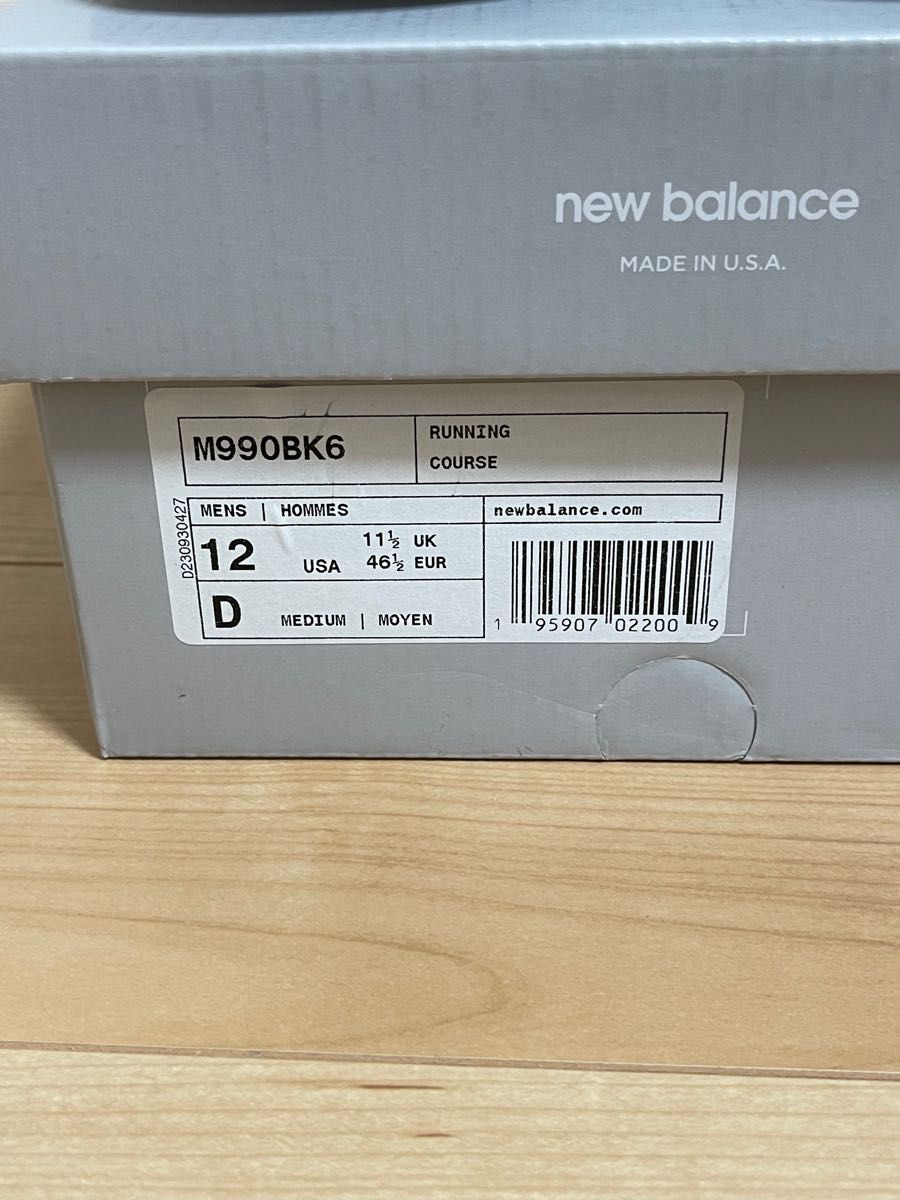 new balance
MADE IN U.S.A.
M990BK6
RUNNING
COURSE
D230930427
MENS | HOMMES
newbalance.com
12 USA 11½ UK
46½ EUR
D MEDIUM | MOYEN
1 95907 02200 9